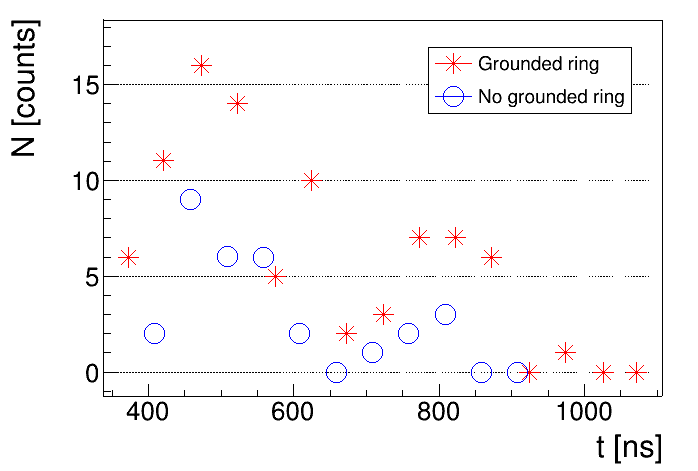 N [counts]
15
10
5
0
Grounded ring
No grounded ring
400 600 800 1000
t [ns]